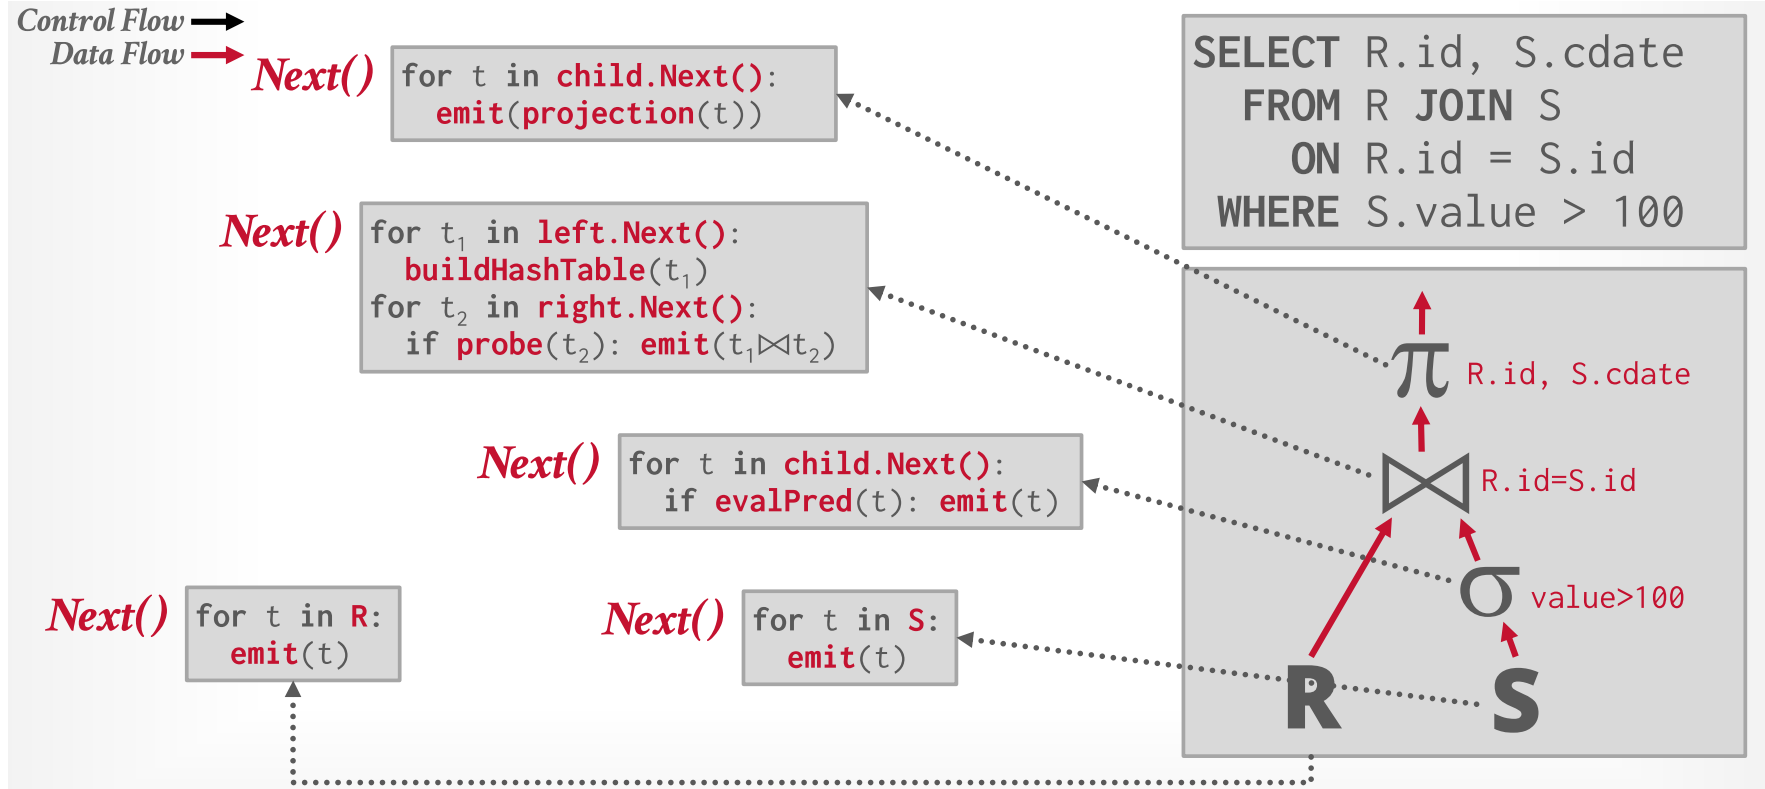 Control Flow
Data Flow
Next()
for t in child.Next():
emit(projection(t))
Next()
for t₁ in left.Next():
buildHashTable(t₁)
for t₂ in right.Next():
if probe(t₂): emit(t₁⨝t₂)
Next()
for t in child.Next():
if evalPred(t): emit(t)
Next()
for t in R:
emit(t)
Next()
for t in S:
emit(t)
SELECT R.id, S.cdate
FROM R JOIN S
ON R.id = S.id
WHERE S.value > 100
π R.id, S.cdate
⨝ R.id=S.id
σ value>100
R S